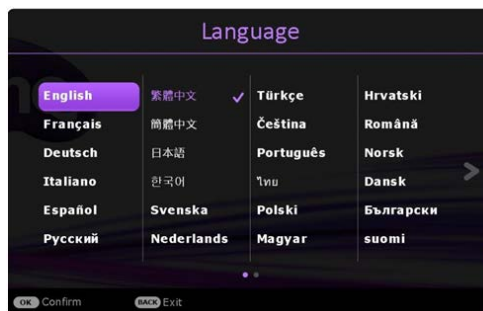 Language
English
Français
Deutsch
Italiano
Español
Русский
繁體中文
簡體中文
日本語
한국어
Svenska
Nederlands
Türkçe
Čeština
Português
ไทย
Polski
Magyar
Hrvatski
Română
Norsk
Dansk
Български
suomi
OK Confirm
BACK Exit